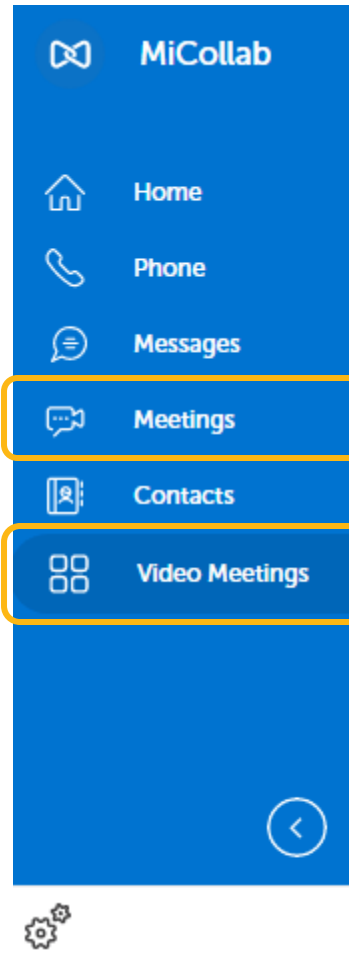 MiCollab
Home
Phone
Messages
Meetings
Contacts
Video Meetings